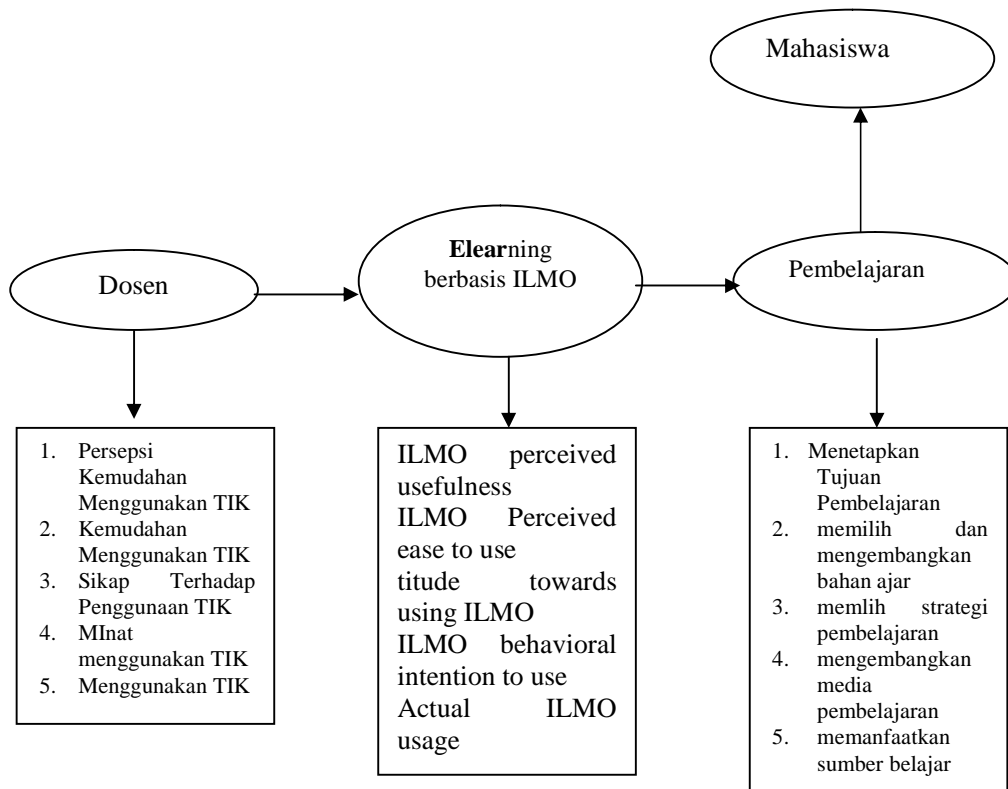 Mahasiswa
Elearning
berbasis ILMO
Pembelajaran
Dosen
1. Persepsi
Kemudahan
Menggunakan TIK
2. Kemudahan
Menggunakan TIK
3. Sikap Terhadap
Penggunaan TIK
4. MInat
menggunakan TIK
5. Menggunakan TIK
ILMO perceived
usefulness
ILMO Perceived
ease to use
titude towards
using ILMO
ILMO behavioral
intention to use
Actual ILMO
usage
1. Menetapkan
Tujuan
Pembelajaran
2. memilih dan
mengembangkan
bahan ajar
3. memlih strategi
pembelajaran
4. mengembangkan
media
pembelajaran
5. memanfaatkan
sumber belajar